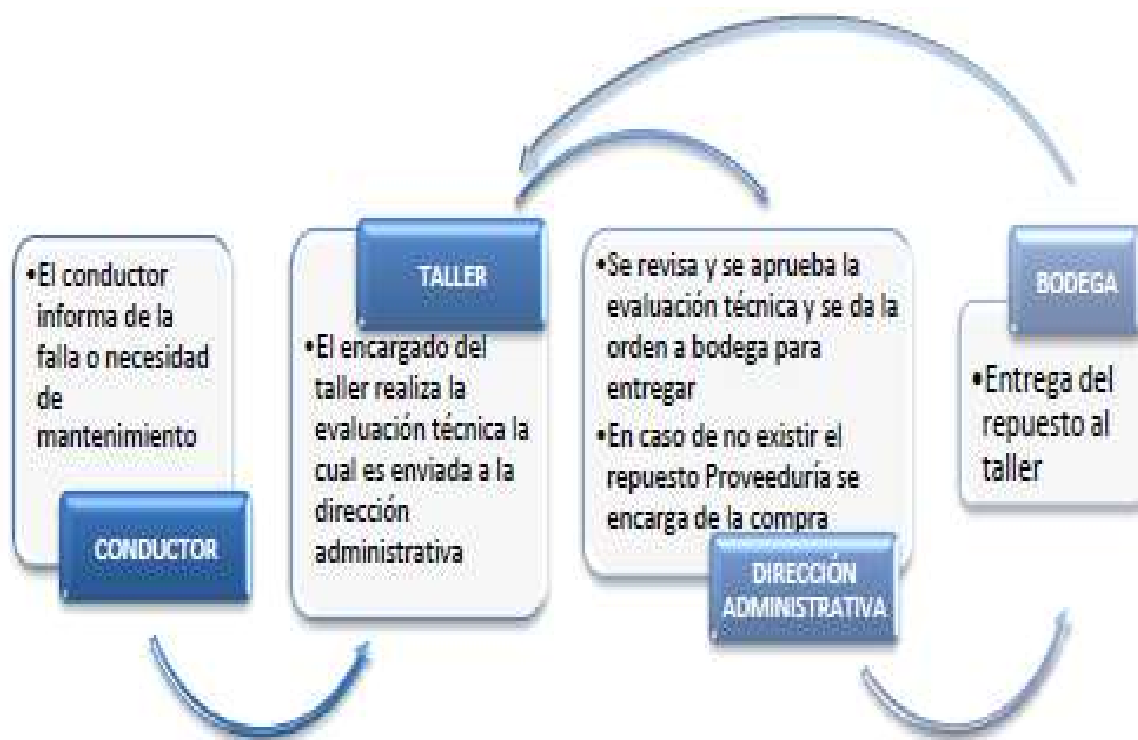 •El conductor
informa de la
falla o necesidad
de
mantenimiento
CONDUCTOR
TALLER
•El encargado del
taller realiza la
evaluación técnica la
cual es enviada a la
dirección
administrativa
•Se revisa y se aprueba la
evaluación técnica y se da la
orden a bodega para
entregar
•En caso de no existir el
repuesto Proveeduría se
encarga de la compra
DIRECCIÓN
ADMINISTRATIVA
BODEGA
•Entrega del
repuesto al
taller